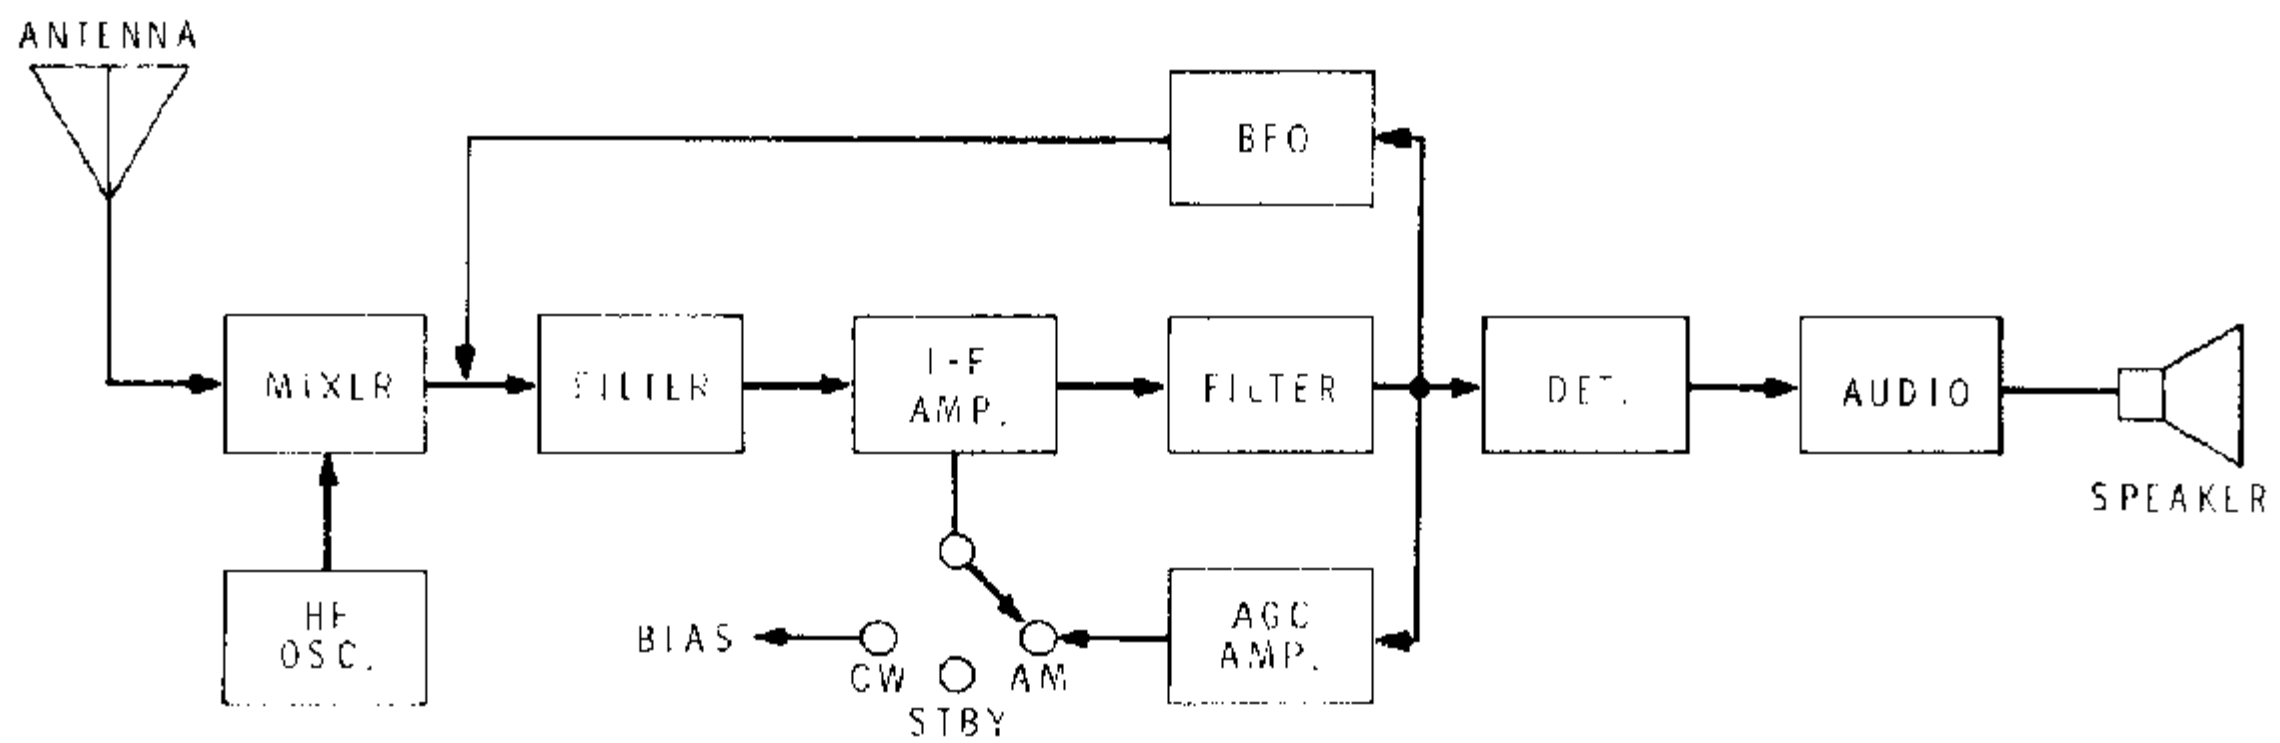 ANTENNA
BFO
MIXER
FILTER
I-F
AMP.
FILTER
DET.
AUDIO
SPEAKER
HF
OSC.
BIAS
CW
STBY
AM
AGC
AMP.